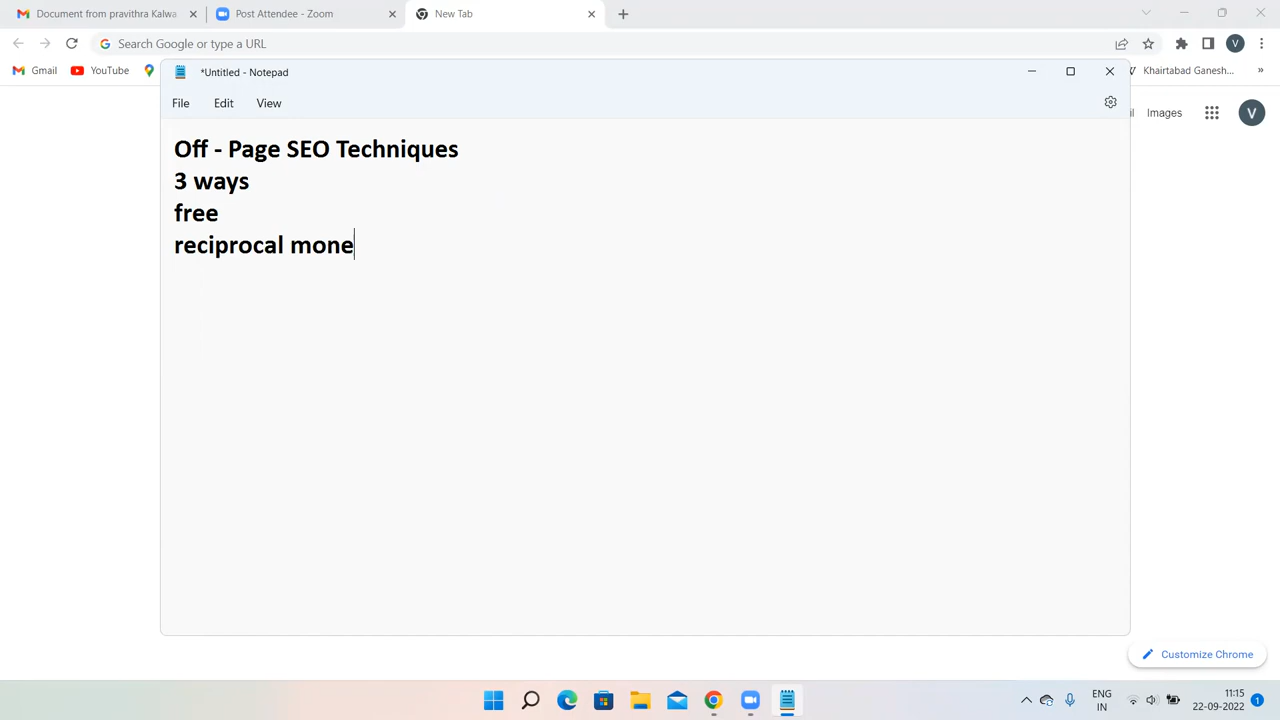 Document from pravithra Kalwa
Post Attendee - Zoom
New Tab
Search Google or type a URL
V
Gmail
YouTube
Khairtabad Ganesh...
»
*Untitled - Notepad
File
Edit
View
Images
V
Off - Page SEO Techniques
3 ways
free
reciprocal mone
Customize Chrome
ENG
IN
11:15
22-09-2022
1